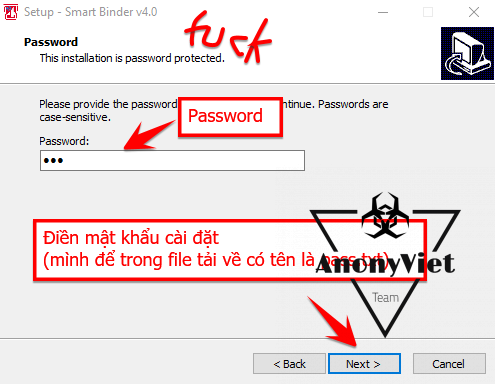 Setup - Smart Binder v4.0
Password
fuck
This installation is password protected.
Please provide the password
tinue. Passwords are
case-sensitive.
Password
Password:
●●●
Điền mật khẩu cài đặt
(mình để trong file tải về có tên là pass.txt)
AnonyViet
Team
< Back
Next >
Cancel